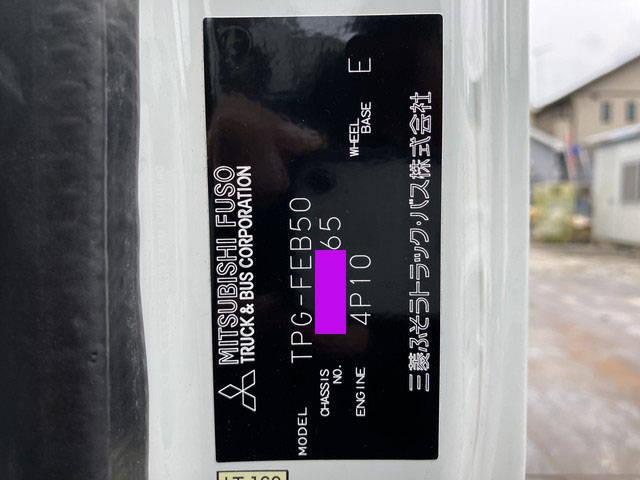 MITSUBISHI FUSO
TRUCK & BUS CORPORATION
MODEL TPG-FEB50
CHASSIS NO. 65
ENGINE 4P10 WHEEL BASE E
三菱ふそうトラック・バス株式会社